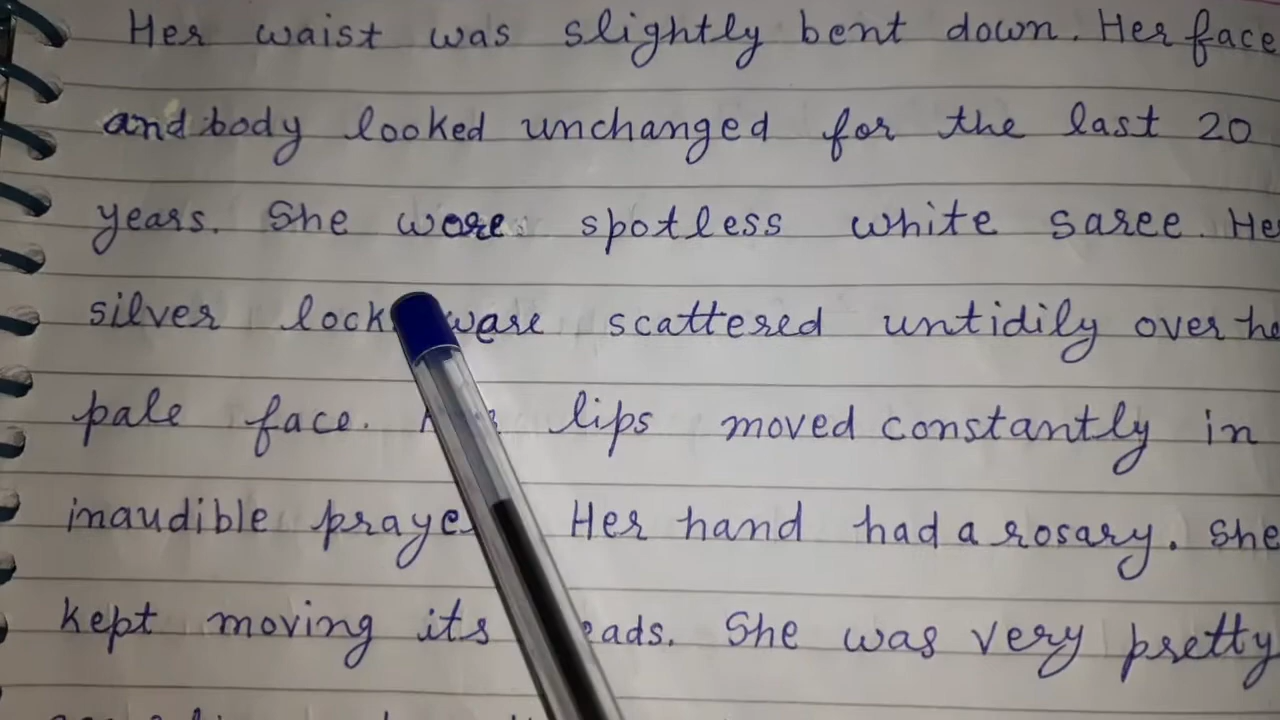 Her waist was slightly bent down. Her face
and body looked unchanged for the last 20
years. She wore spotless white saree.
silver ware scattered untidily over
pale face. lips moved constantly in
inaudible Her hand had a rosary. She
kept moving its She was very pretty